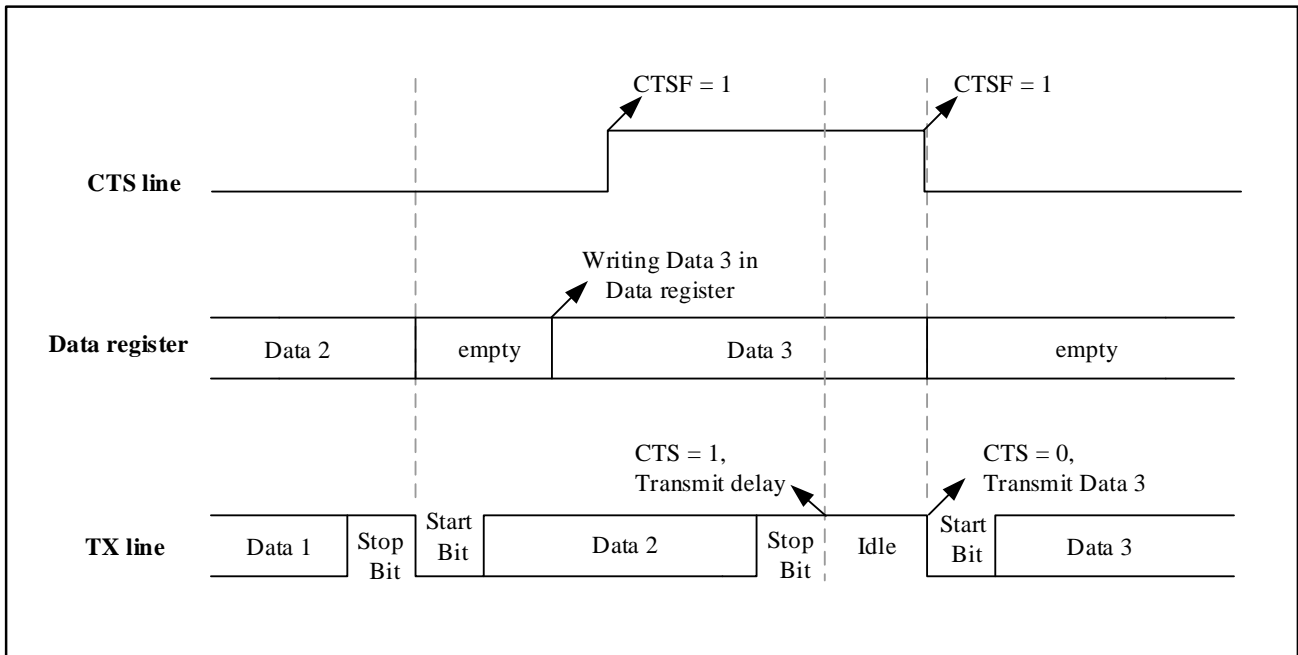 CTSF = 1
CTSF = 1
CTS line
Writing Data 3 in
Data register
Data register
Data 2
empty
Data 3
empty
CTS = 1,
Transmit delay
CTS = 0,
Transmit Data 3
TX line
Data 1
Stop
Bit
Start
Bit
Data 2
Stop
Bit
Idle
Start
Bit
Data 3